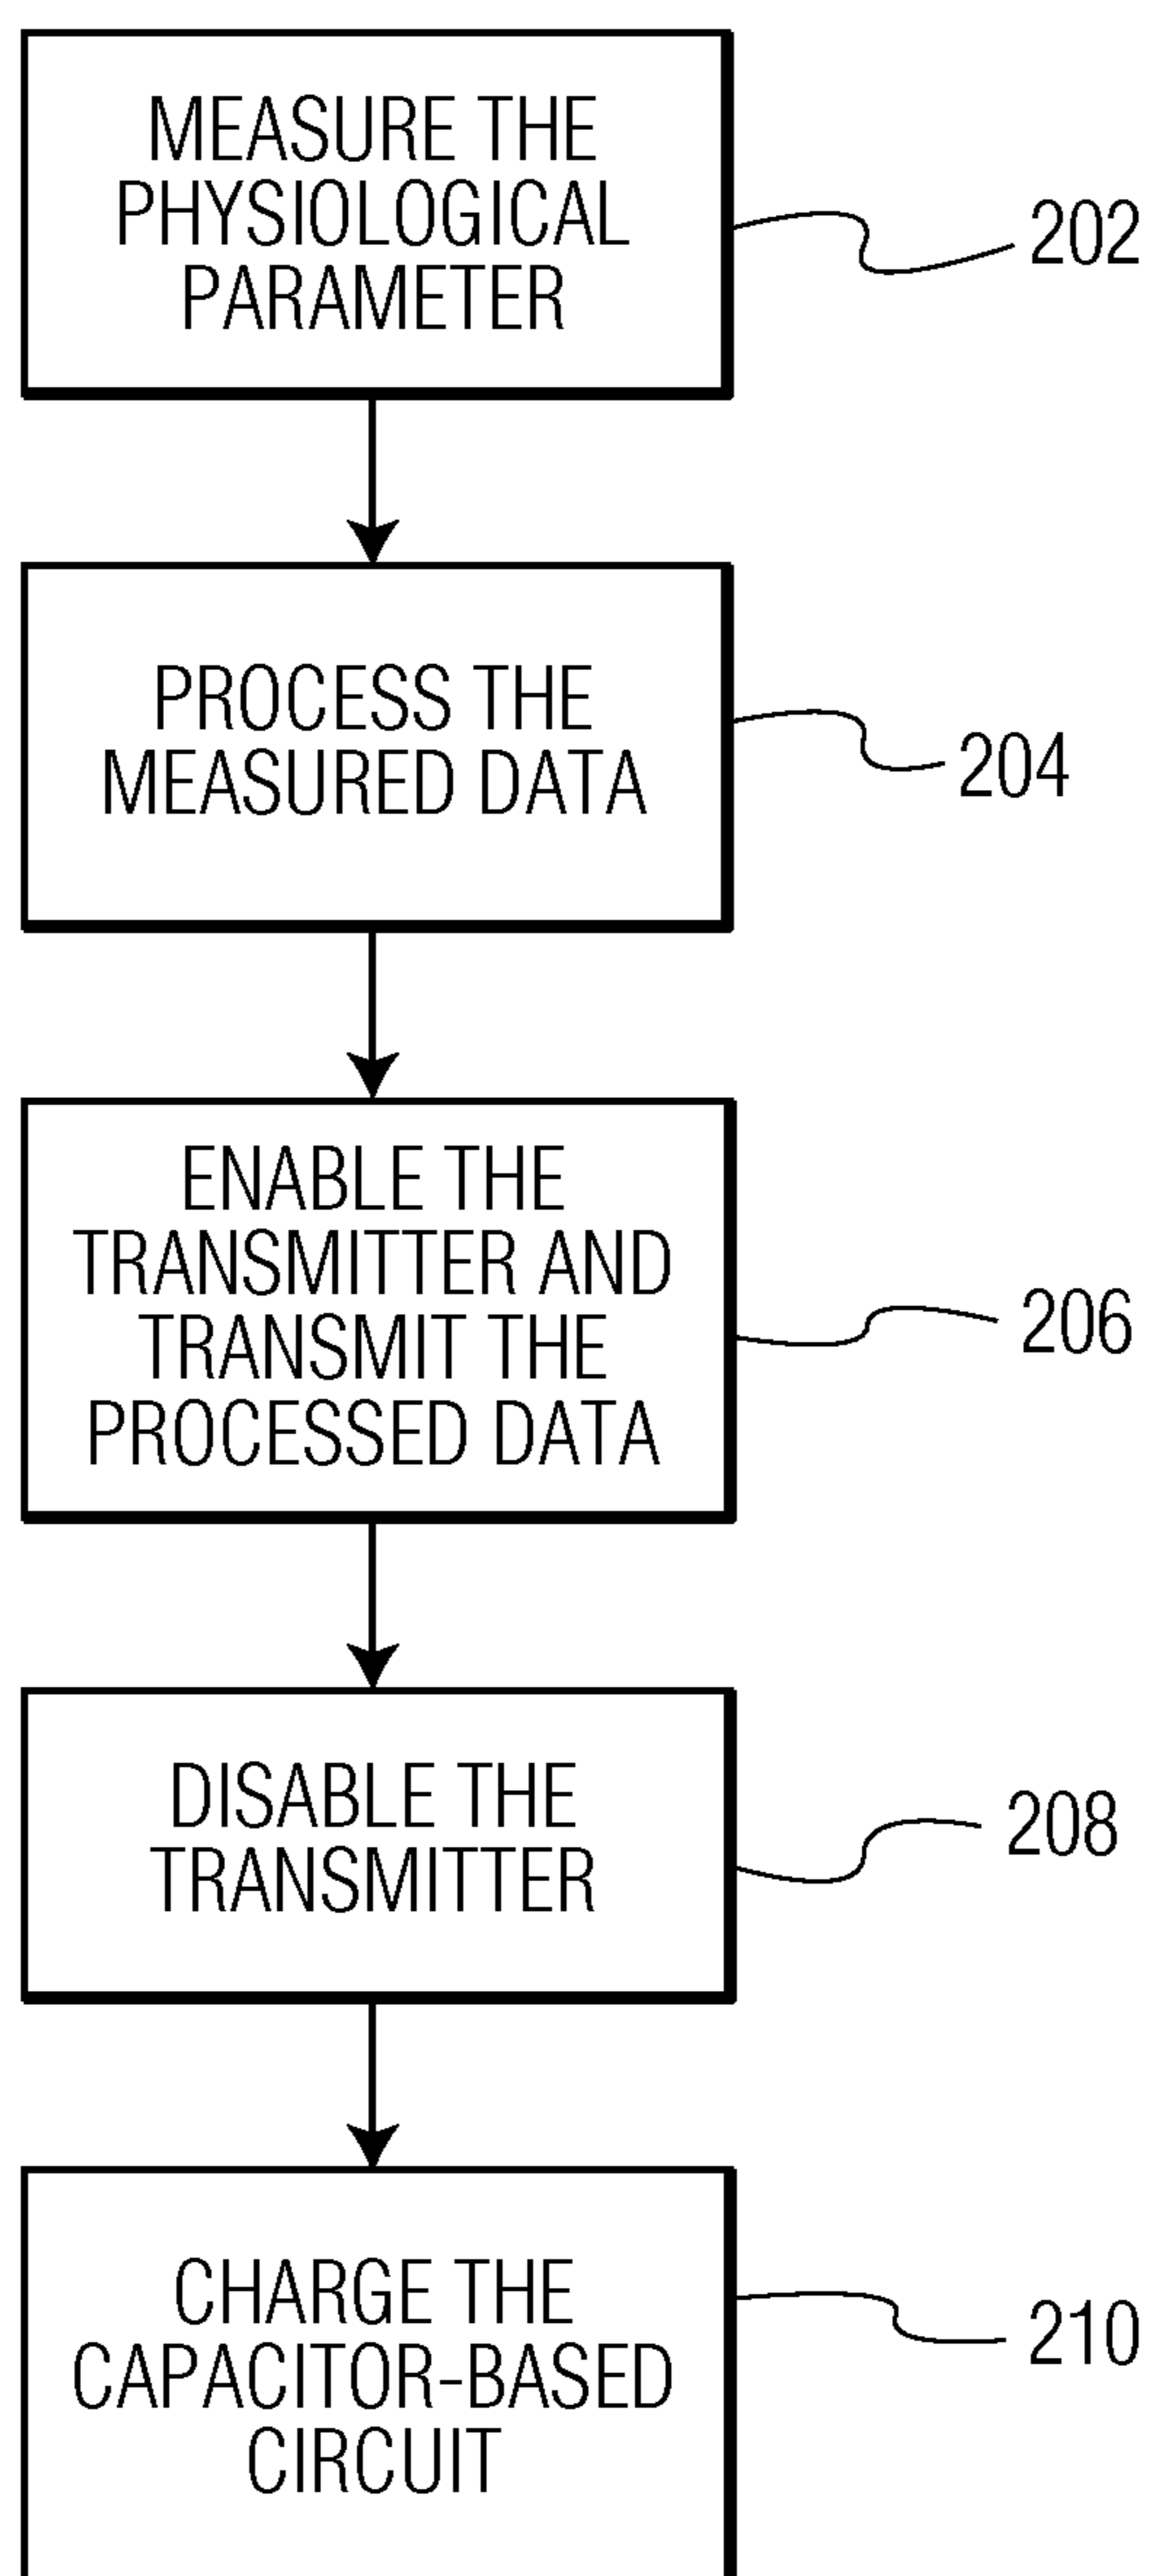 MEASURE THE
PHYSIOLOGICAL
PARAMETER
202
PROCESS THE
MEASURED DATA
204
ENABLE THE
TRANSMITTER AND
TRANSMIT THE
PROCESSED DATA
206
DISABLE THE
TRANSMITTER
208
CHARGE THE
CAPACITOR-BASED
CIRCUIT
210